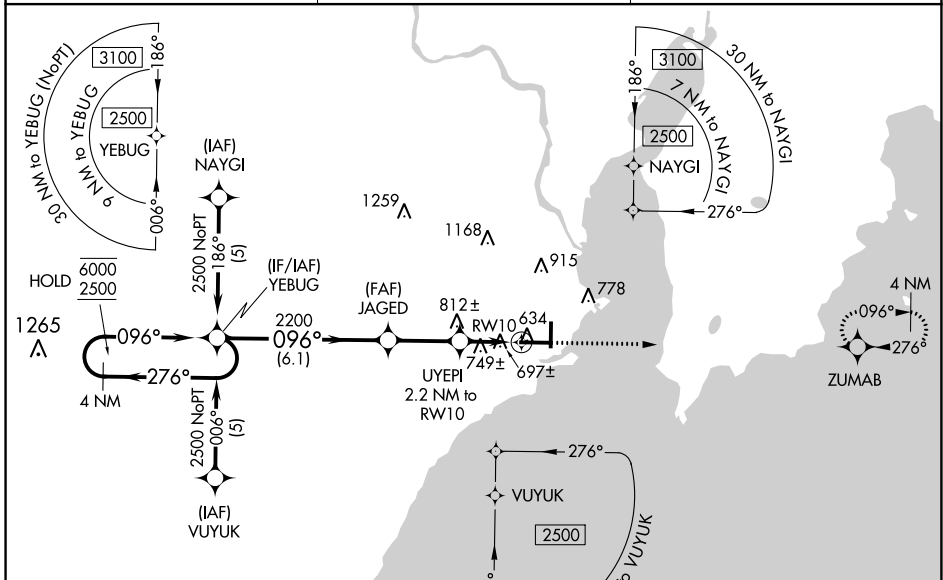 30 NM to YEBUG (NoPT)
9 NM to YEBUG
3100
186°
2500
YEBUG
006°
(IAF)
NAYGI
2500 NoPT
186°
(5)
HOLD
6000
2500
(IF/IAF)
YEBUG
1265
096°
276°
4 NM
2500 NoPT
006°
(5)
(IAF)
VUYUK
2200
096°
(6.1)
(FAF)
JAGED
1259
1168
915
778
812±
RW10
634
749±
697±
UYEPI
2.2 NM to
RW10
3100
186°
30 NM to NAYGI
7 NM to NAYGI
2500
NAYGI
276°
4 NM
096°
276°
ZUMAB
276°
VUYUK
2500
to VUYUK